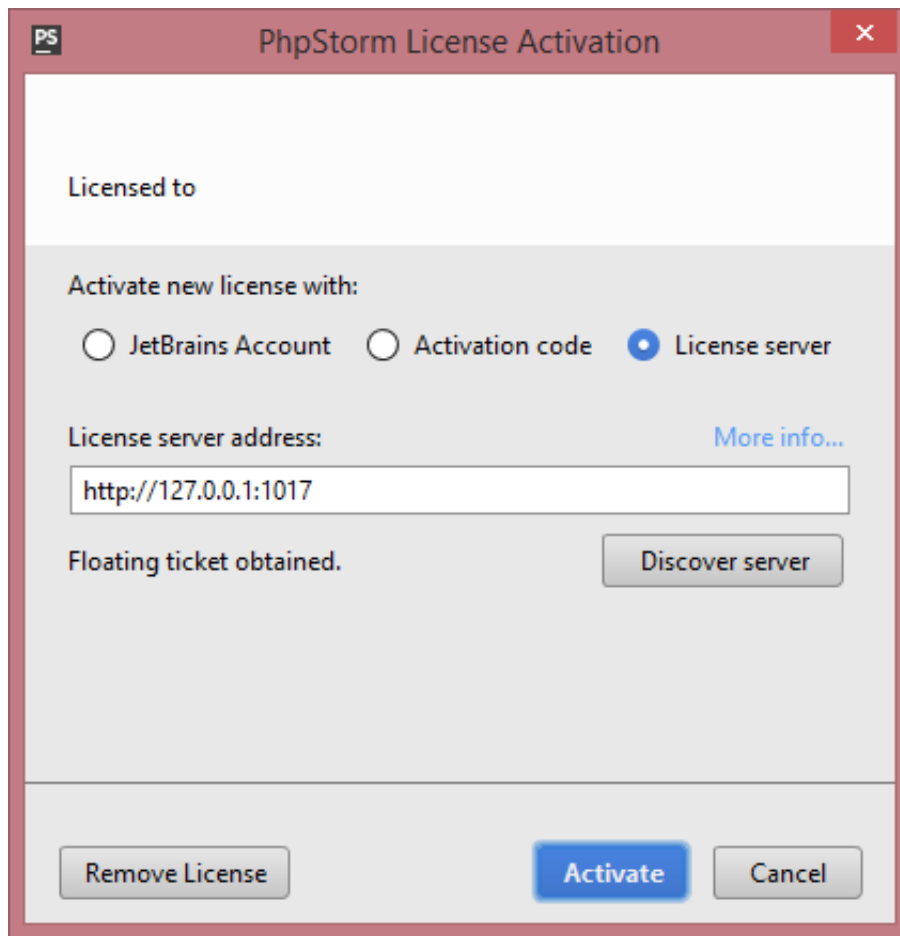 PS PhpStorm License Activation
Licensed to
Activate new license with:
JetBrains Account Activation code License server
License server address: More info...
http://127.0.0.1:1017
Floating ticket obtained. Discover server
Remove License Activate Cancel